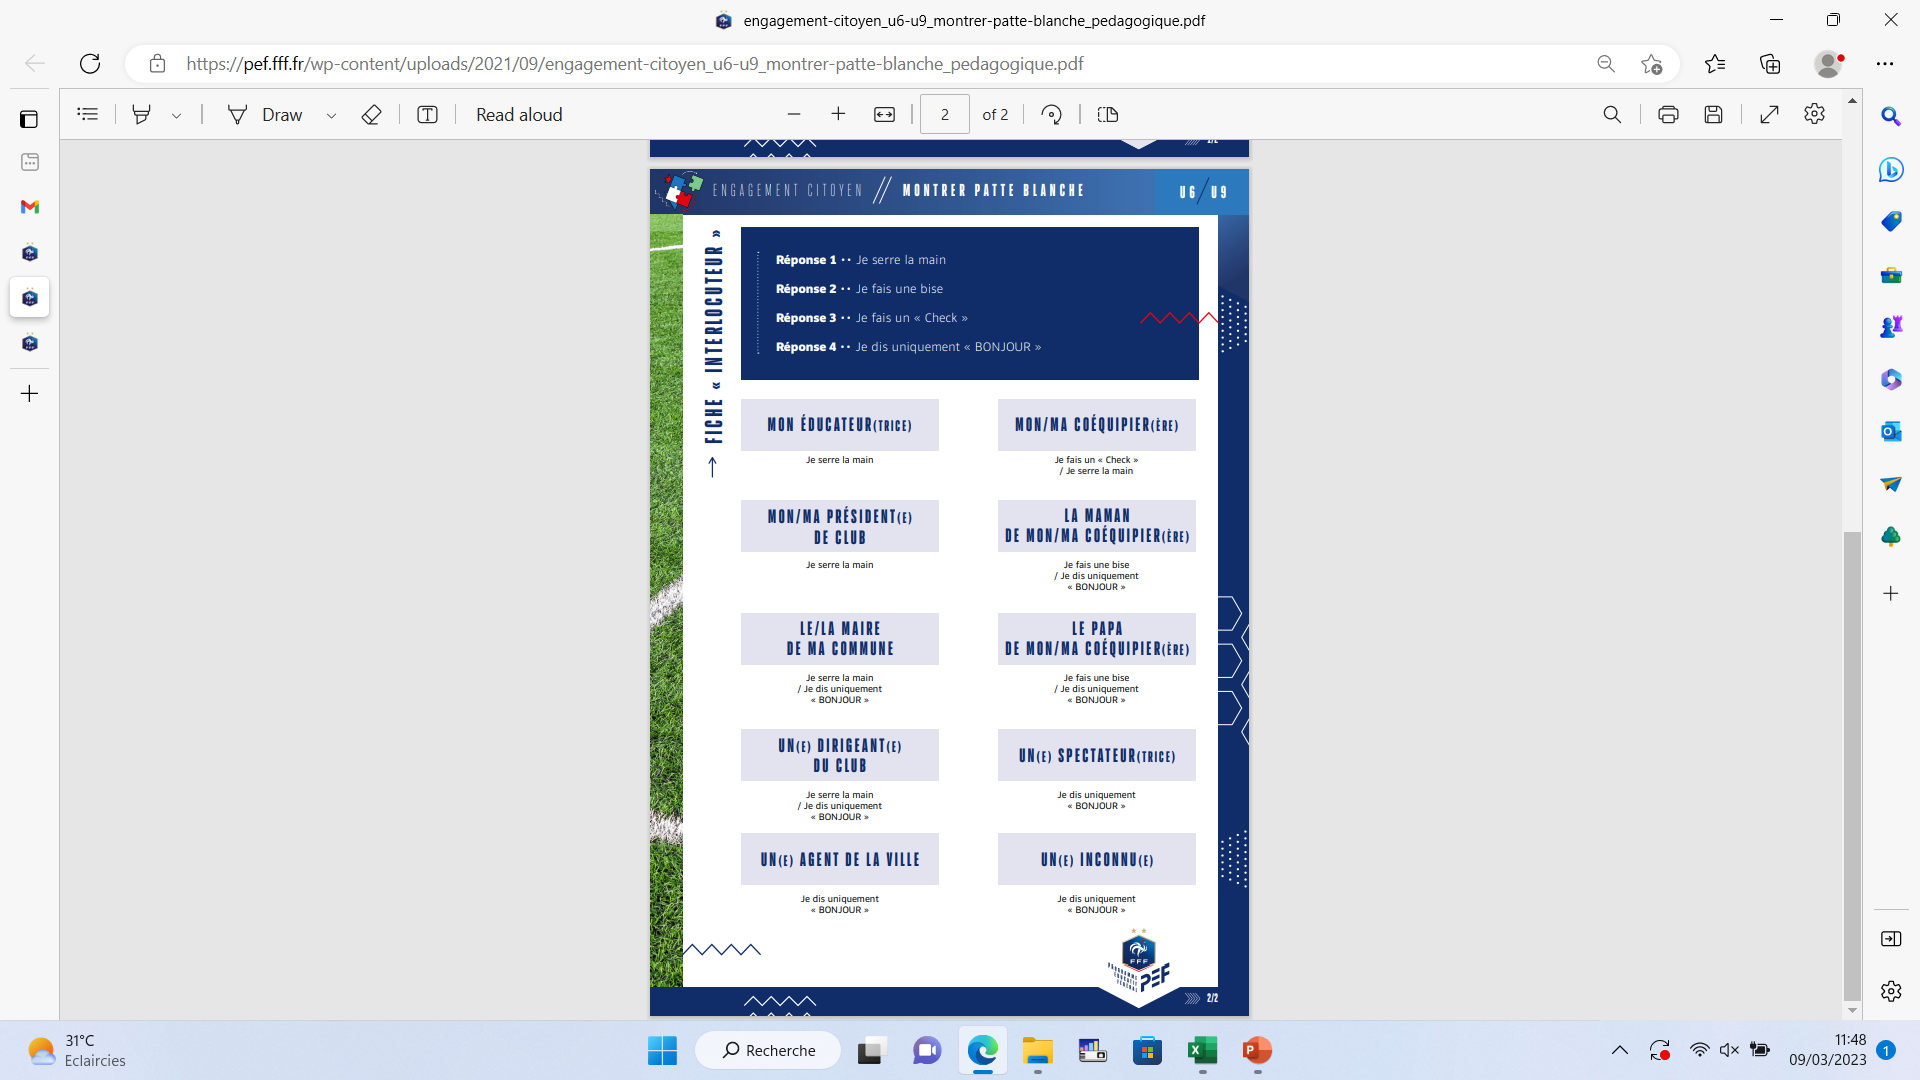 engagement-citoyen_u6-u9_montrer-patte-blanche_pedagogique.pdf
https://pef.fff.fr/wp-content/uploads/2021/09/engagement-citoyen_u6-u9_montrer-patte-blanche_pedagogique.pdf
Draw
Read aloud
2 of 2
1/2
ENGAGEMENT CITOYEN // MONTRER PATTE BLANCHE
U6/U9
FICHE « INTERLOCUTEUR »
Réponse 1 •• Je serre la main
Réponse 2 •• Je fais une bise
Réponse 3 •• Je fais un « Check »
Réponse 4 •• Je dis uniquement « BONJOUR »
MON ÉDUCATEUR(TRICE)
Je serre la main
MON/MA COÉQUIPIER(ÈRE)
Je fais un « Check »
/ Je serre la main
MON/MA PRÉSIDENT(E)
DE CLUB
Je serre la main
LA MAMAN
DE MON/MA COÉQUIPIER(ÈRE)
Je fais une bise
/ Je dis uniquement
« BONJOUR »
LE/LA MAIRE
DE MA COMMUNE
Je serre la main
/ Je dis uniquement
« BONJOUR »
LE PAPA
DE MON/MA COÉQUIPIER(ÈRE)
Je fais une bise
/ Je dis uniquement
« BONJOUR »
UN(E) DIRIGEANT(E)
DU CLUB
Je serre la main
/ Je dis uniquement
« BONJOUR »
UN(E) SPECTATEUR(TRICE)
Je dis uniquement
« BONJOUR »
UN(E) AGENT DE LA VILLE
Je dis uniquement
« BONJOUR »
UN(E) INCONNU(E)
Je dis uniquement
« BONJOUR »
FFF
PROGRAMME
ÉDUCATIF
FÉDÉRAL
PEF
2/2
31°C
Eclaircies
Recherche
11:48
09/03/2023
1